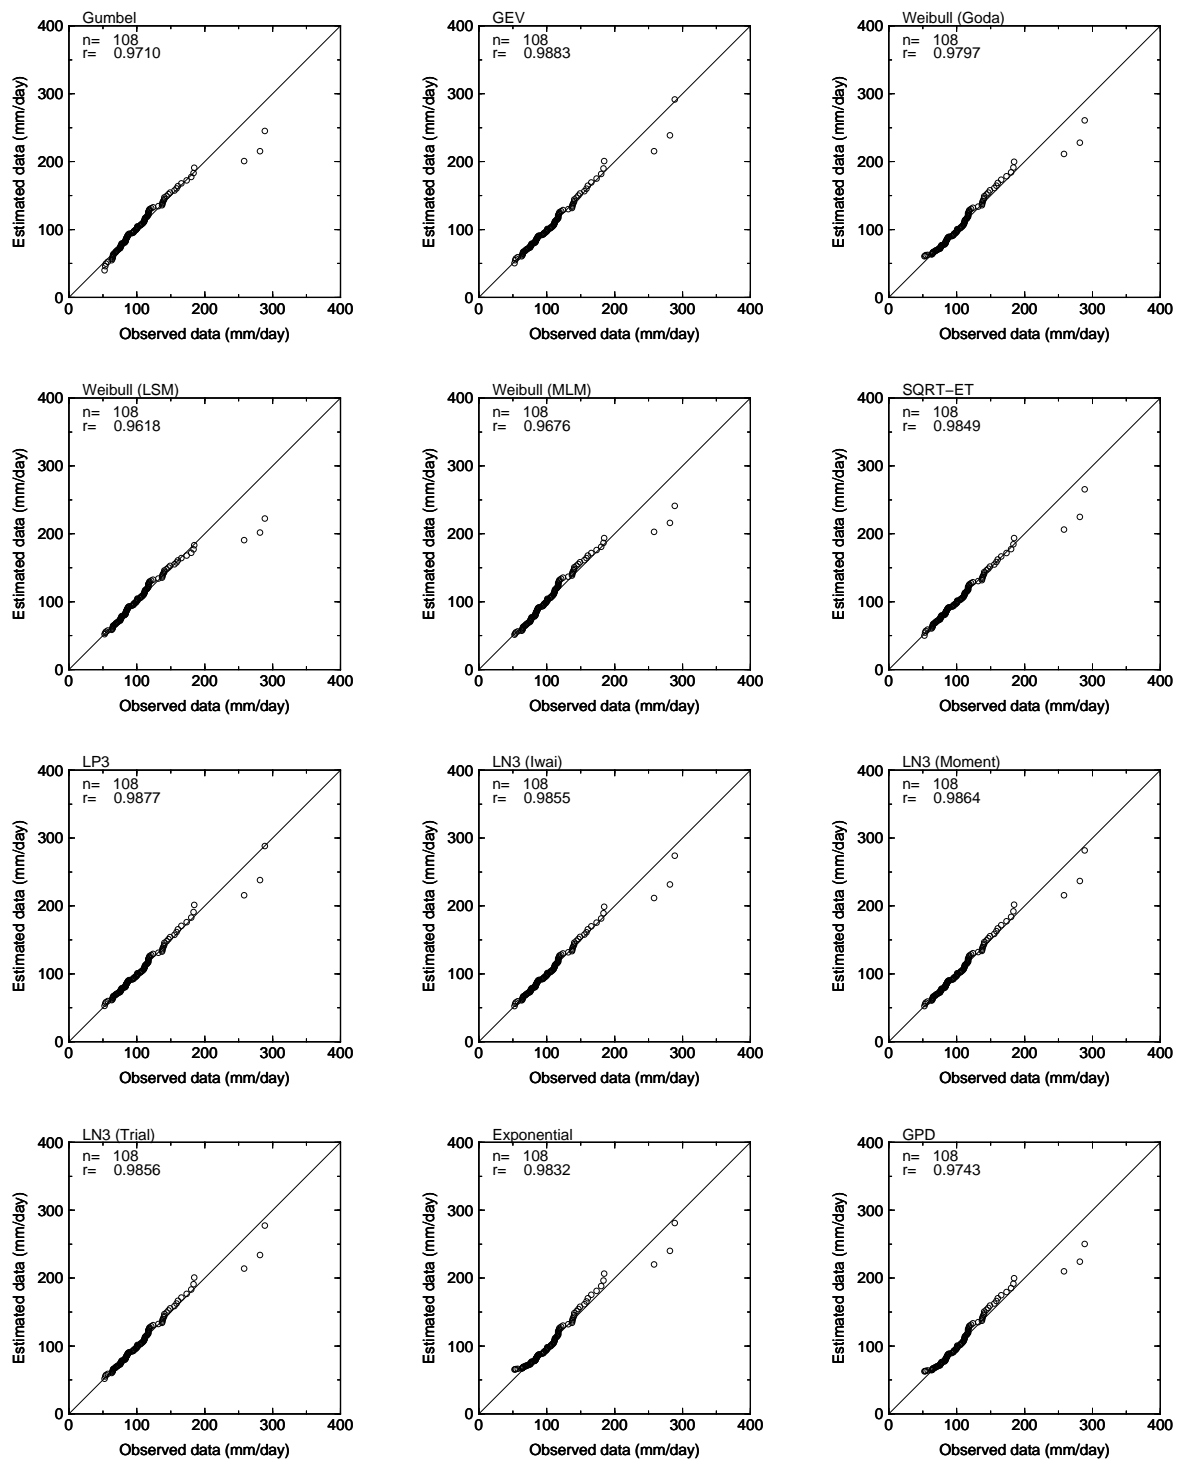 Gumbel
n= 108
r= 0.9710
400
300
200
100
0
0 100 200 300 400
Estimated data (mm/day)
Observed data (mm/day)
GEV
n= 108
r= 0.9883
400
300
200
100
0
0 100 200 300 400
Estimated data (mm/day)
Observed data (mm/day)
Weibull (Goda)
n= 108
r= 0.9797
400
300
200
100
0
0 100 200 300 400
Estimated data (mm/day)
Observed data (mm/day)
Weibull (LSM)
n= 108
r= 0.9618
400
300
200
100
0
0 100 200 300 400
Estimated data (mm/day)
Observed data (mm/day)
Weibull (MLM)
n= 108
r= 0.9676
400
300
200
100
0
0 100 200 300 400
Estimated data (mm/day)
Observed data (mm/day)
SQRT−ET
n= 108
r= 0.9849
400
300
200
100
0
0 100 200 300 400
Estimated data (mm/day)
Observed data (mm/day)
LP3
n= 108
r= 0.9877
400
300
200
100
0
0 100 200 300 400
Estimated data (mm/day)
Observed data (mm/day)
LN3 (Iwai)
n= 108
r= 0.9855
400
300
200
100
0
0 100 200 300 400
Estimated data (mm/day)
Observed data (mm/day)
LN3 (Moment)
n= 108
r= 0.9864
400
300
200
100
0
0 100 200 300 400
Estimated data (mm/day)
Observed data (mm/day)
LN3 (Trial)
n= 108
r= 0.9856
400
300
200
100
0
0 100 200 300 400
Estimated data (mm/day)
Observed data (mm/day)
Exponential
n= 108
r= 0.9832
400
300
200
100
0
0 100 200 300 400
Estimated data (mm/day)
Observed data (mm/day)
GPD
n= 108
r= 0.9743
400
300
200
100
0
0 100 200 300 400
Estimated data (mm/day)
Observed data (mm/day)